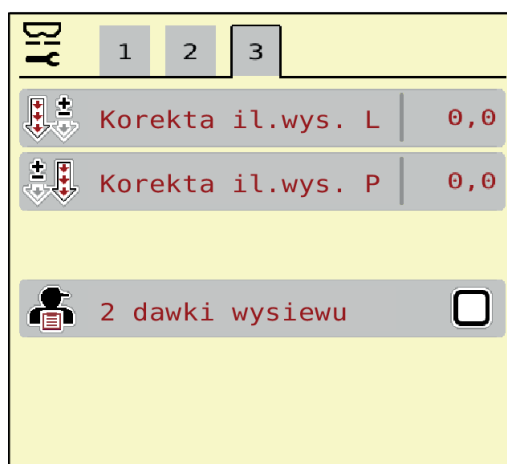 1 2 3
Korekta il.wys. L 0,0
Korekta il.wys. P 0,0
2 dawki wysiewu